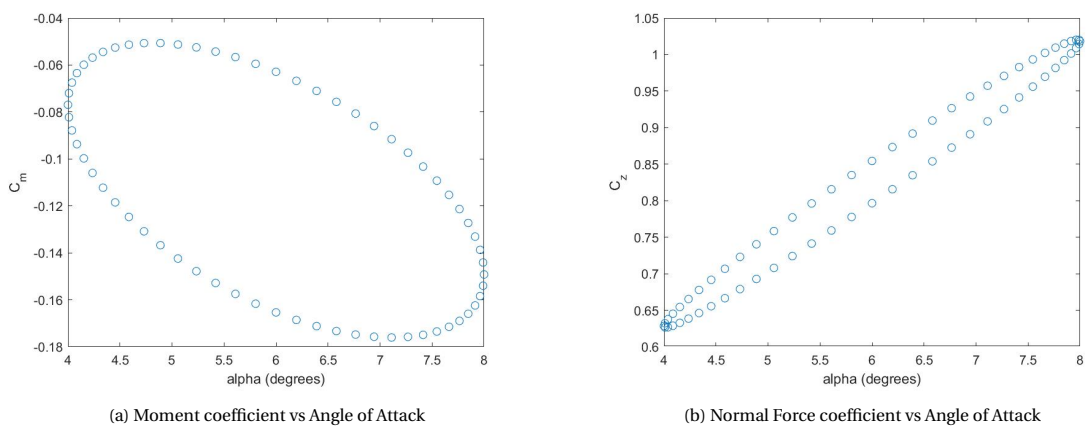 -0.04
-0.06
-0.08
-0.1
-0.12
-0.14
-0.16
-0.18
C_m
4 4.5 5 5.5 6 6.5 7 7.5 8
alpha (degrees)
(a) Moment coefficient vs Angle of Attack
1.05
1
0.95
0.9
0.85
0.8
0.75
0.7
0.65
0.6
C_z
4 4.5 5 5.5 6 6.5 7 7.5 8
alpha (degrees)
(b) Normal Force coefficient vs Angle of Attack